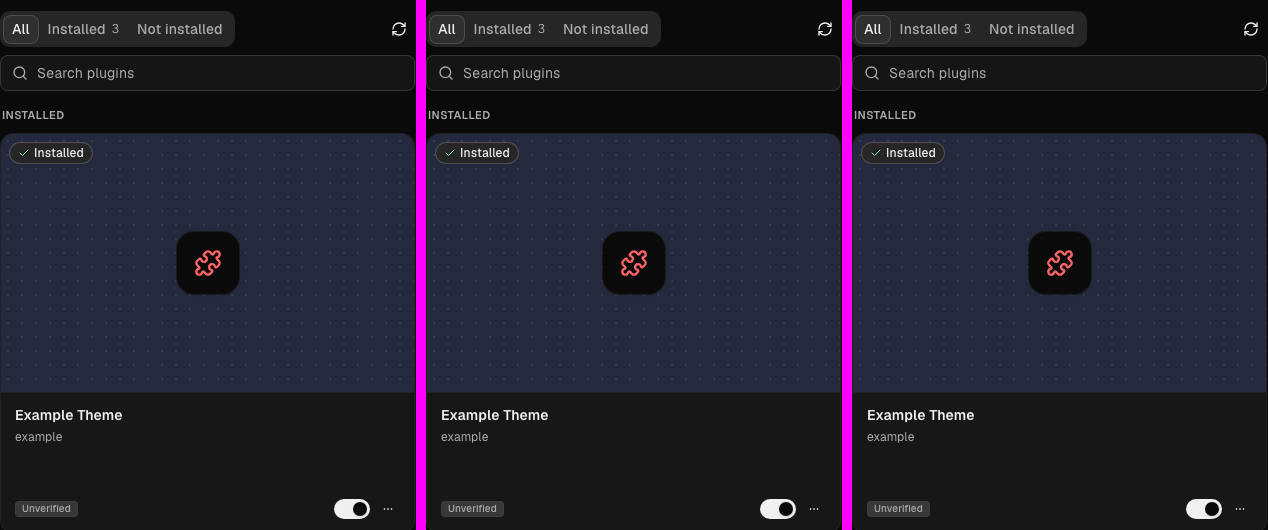 All Installed 3 Not installed
Search plugins
INSTALLED
Installed
Example Theme
example
Unverified
All Installed 3 Not installed
Search plugins
INSTALLED
Installed
Example Theme
example
Unverified
All Installed 3 Not installed
Search plugins
INSTALLED
Installed
Example Theme
example
Unverified